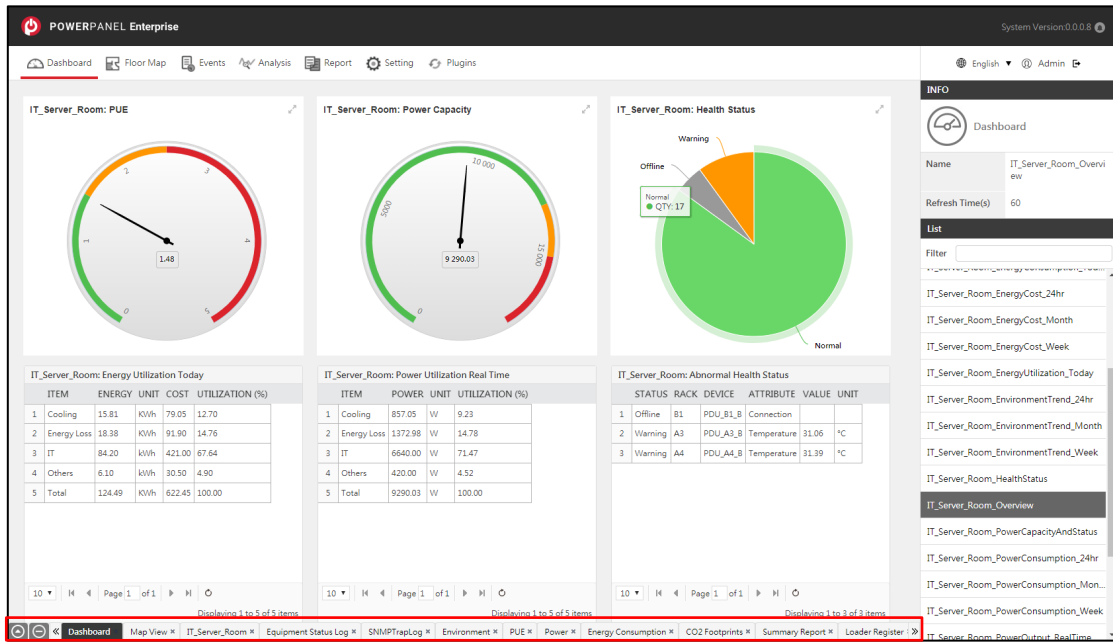 POWERPANEL Enterprise
System Version:0.0.0.8
Dashboard Floor Map Events Analysis Report Setting Plugins
English ▼ Admin
IT_Server_Room: PUE
0 1 2 3 4 5
1.48
IT_Server_Room: Power Capacity
0 5000 10 000 15 000
9 290.03
IT_Server_Room: Health Status
Warning
Offline
Normal
QTY: 17
Normal
IT_Server_Room: Energy Utilization Today
ITEM ENERGY UNIT COST UTILIZATION (%)
1 Cooling 15.81 KWh 79.05 12.70
2 Energy Loss 18.38 KWh 91.90 14.76
3 IT 84.20 kWh 421.00 67.64
4 Others 6.10 kWh 30.50 4.90
5 Total 124.49 KWh 622.45 100.00
10 ▼ Page 1 of 1
Displaying 1 to 5 of 5 items
IT_Server_Room: Power Utilization Real Time
ITEM POWER UNIT UTILIZATION (%)
1 Cooling 857.05 W 9.23
2 Energy Loss 1372.98 W 14.78
3 IT 6640.00 W 71.47
4 Others 420.00 W 4.52
5 Total 9290.03 W 100.00
10 ▼ Page 1 of 1
Displaying 1 to 5 of 5 items
IT_Server_Room: Abnormal Health Status
STATUS RACK DEVICE ATTRIBUTE VALUE UNIT
1 Offline B1 PDU_B1_B Connection
2 Warning A3 PDU_A3_B Temperature 31.06 °C
3 Warning A4 PDU_A4_B Temperature 31.39 °C
10 ▼ Page 1 of 1
Displaying 1 to 3 of 3 items
INFO
Dashboard
Name IT_Server_Room_Overvi
ew
Refresh Time(s) 60
List
Filter
IT_Server_Room_EnergyCost_24hr
IT_Server_Room_EnergyCost_Month
IT_Server_Room_EnergyCost_Week
IT_Server_Room_EnergyUtilization_Today
IT_Server_Room_EnvironmentTrend_24hr
IT_Server_Room_EnvironmentTrend_Month
IT_Server_Room_EnvironmentTrend_Week
IT_Server_Room_HealthStatus
IT_Server_Room_Overview
IT_Server_Room_PowerCapacityAndStatus
IT_Server_Room_PowerConsumption_24hr
IT_Server_Room_PowerConsumption_Mon...
IT_Server_Room_PowerConsumption_Week
IT_Server_Room_PowerOutput_RealTime
« Dashboard Map View × IT_Server_Room × Equipment Status Log × SNMPTrapLog × Environment × PUE × Power × Energy Consumption × CO2 Footprints × Summary Report × Loader Register »